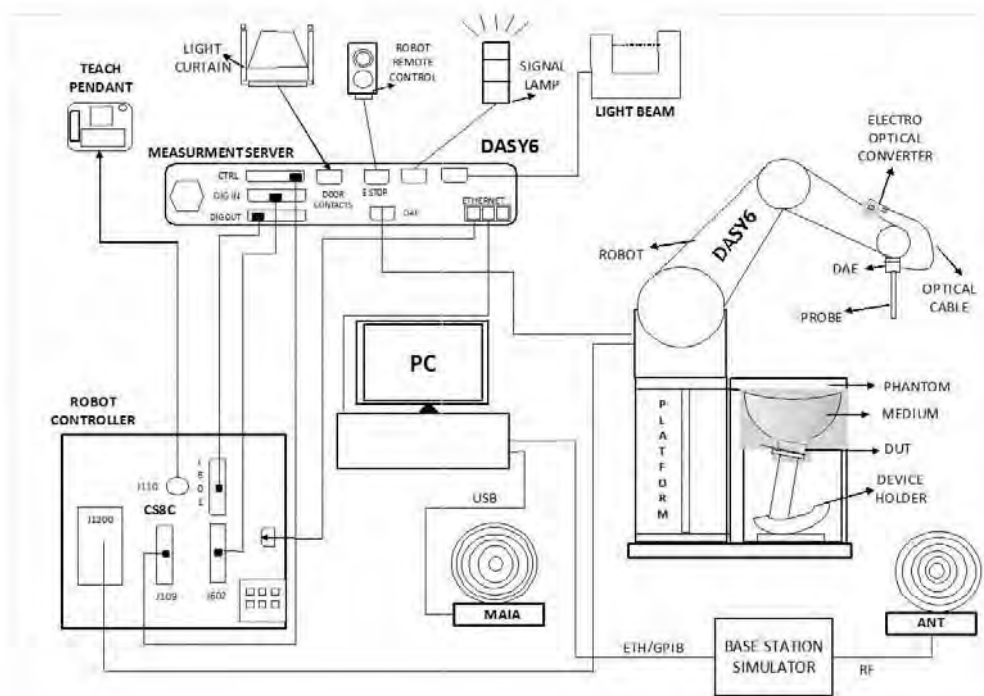 LIGHT
CURTAIN
ROBOT
REMOTE
CONTROL
SIGNAL
LAMP
LIGHT BEAM
TEACH
PENDANT
ELECTRO
OPTICAL
CONVERTER
MEASURMENT SERVER
DASY6
CTRL
DIG IN
DIGOUT
DOOR
CONTACTS
E STOP
DAE
ETHERNET
ROBOT
DASY6
DAE
OPTICAL
CABLE
PROBE
PC
PHANTOM
MEDIUM
DUT
DEVICE
HOLDER
PLATFORM
ROBOT
CONTROLLER
J110
CS8C
J1200
J109
J602
USB
MAIA
ANT
ETH/GPIB
BASE STATION
SIMULATOR
RF